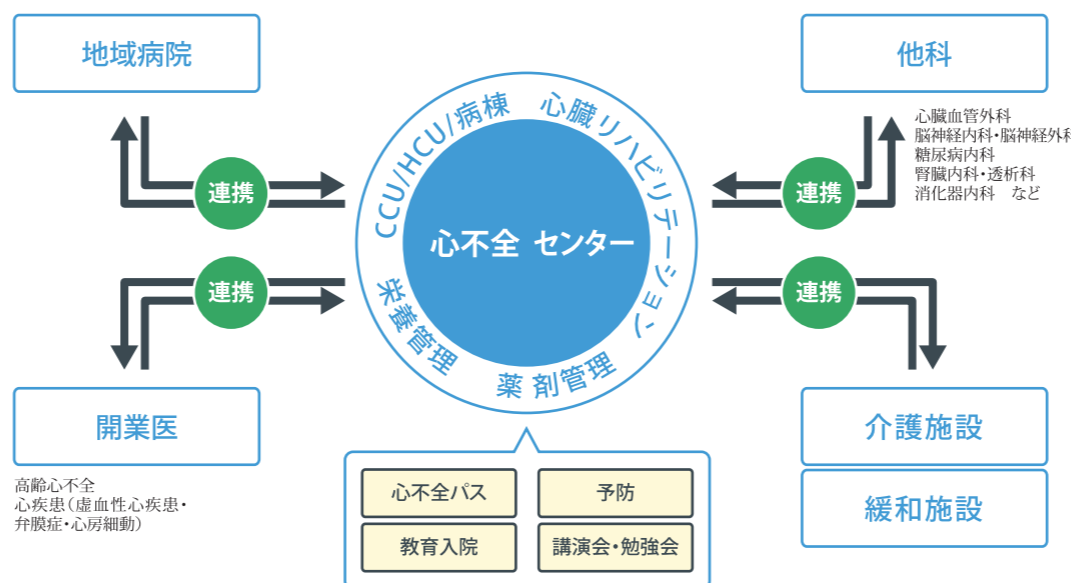 地域病院
他科
心臓血管外科
脳神経内科・脳神経外科
糖尿病内科
腎臓内科・透析科
消化器内科　など
連携
連携
CCU/HCU/病棟
心臓リハビリテーション
心不全 センター
栄養管理
薬剤管理
連携
連携
開業医
高齢心不全
心疾患(虚血性心疾患・
弁膜症・心房細動)
介護施設
緩和施設
心不全パス
予防
教育入院
講演会・勉強会